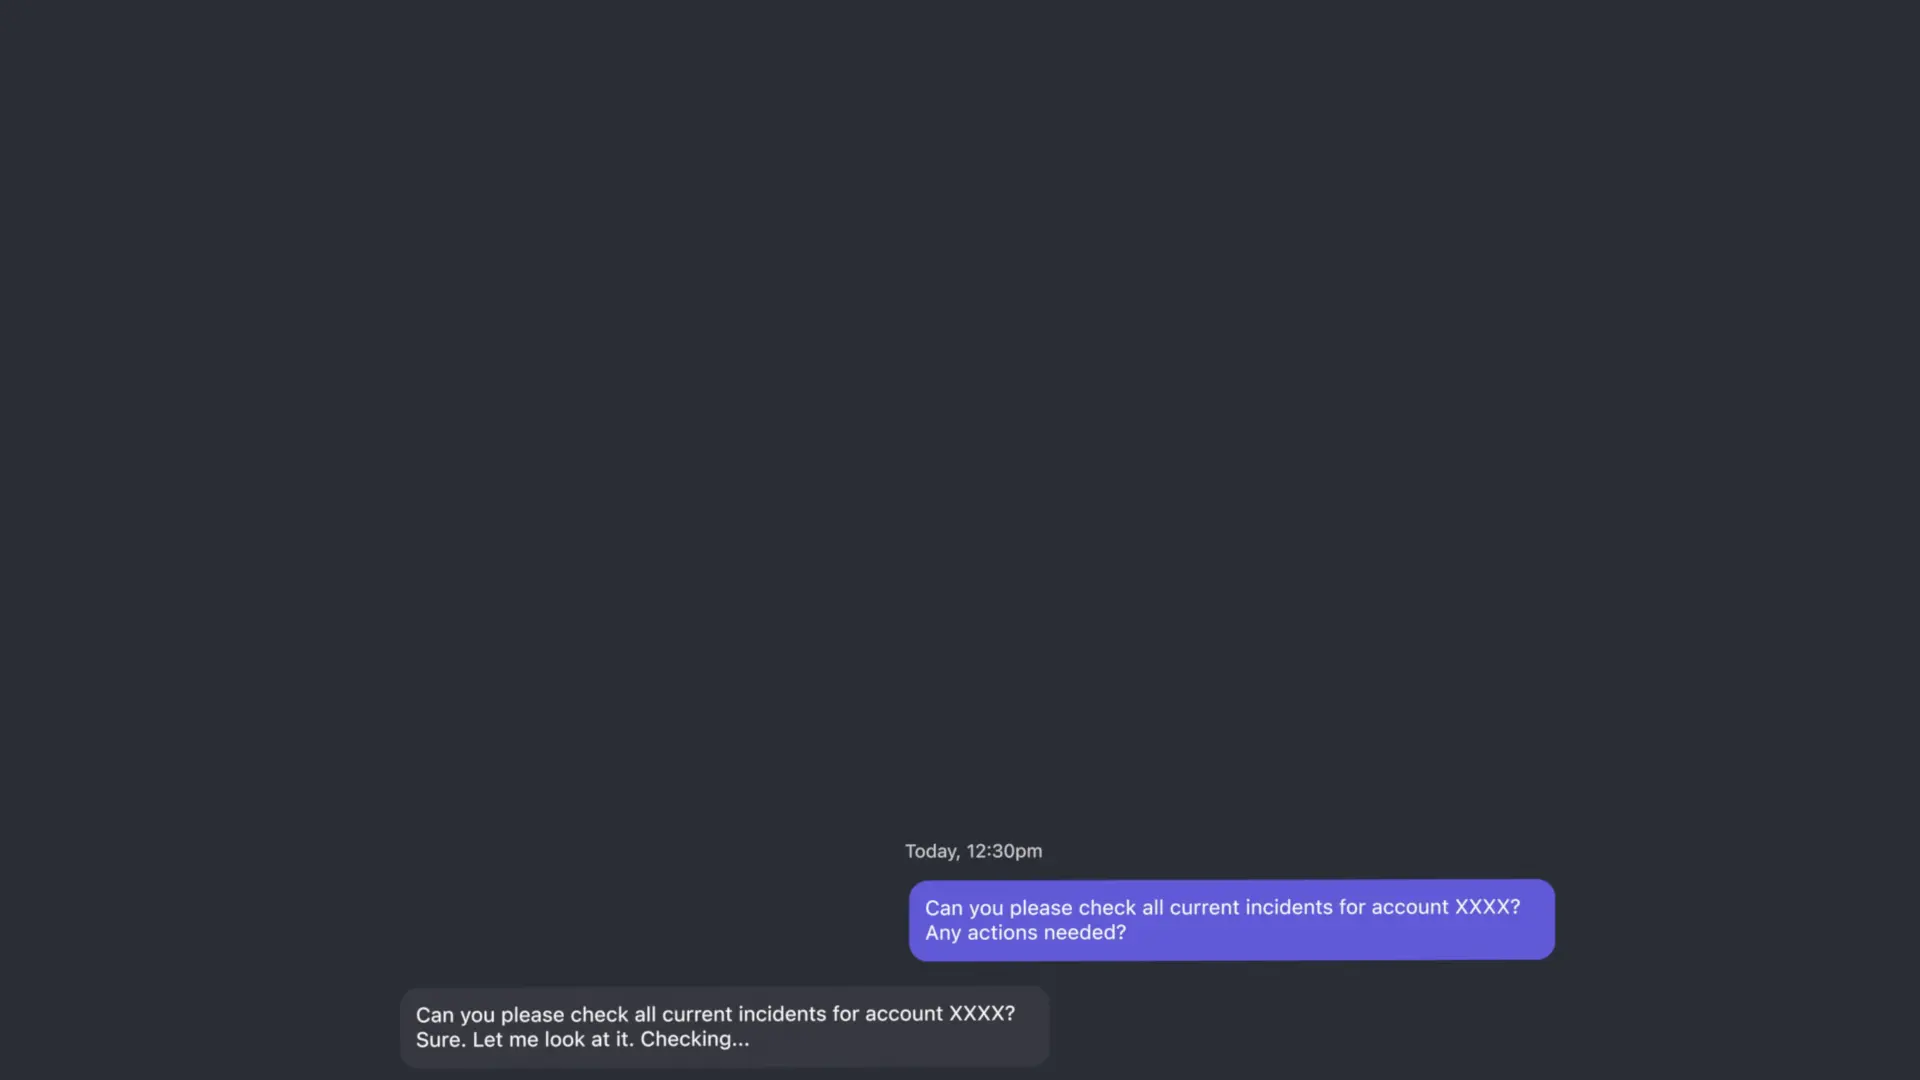 Today, 12:30pm
Can you please check all current incidents for account XXXX?
Any actions needed?
Can you please check all current incidents for account XXXX?
Sure. Let me look at it. Checking...